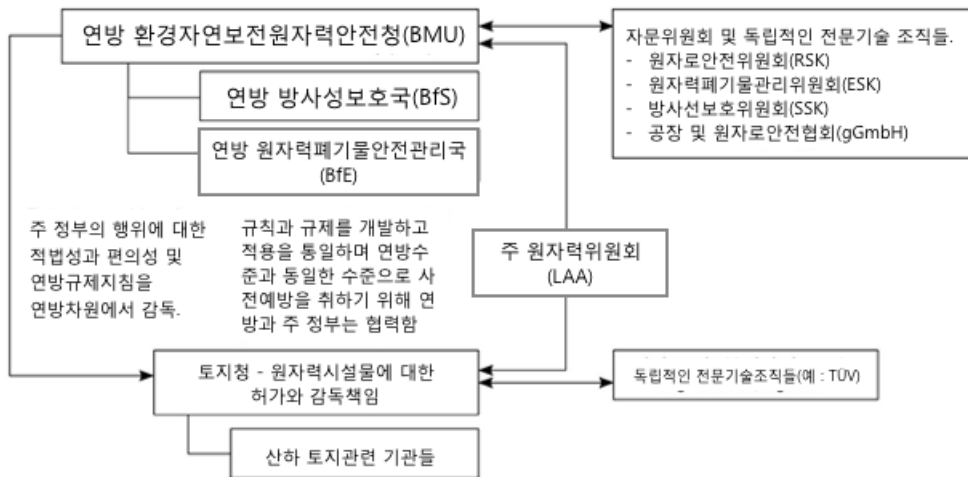 연방 환경자연보전원자력안전청(BMU)
자문위원회 및 독립적인 전문기술 조직들.
- 원자로안전위원회(RSK)
- 원자력폐기물관리위원회(ESK)
- 방사선보호위원회(SSK)
- 공장 및 원자로안전협회(gGmbH)
연방 방사성보호국(BfS)
연방 원자력폐기물안전관리국
(BfE)
주 정부의 행위에 대한
적법성과 편의성 및
연방규제지침을
연방차원에서 감독.
규칙과 규제를 개발하고
적용을 통일하며 연방수
준과 동일한 수준으로 사
전예방을 취하기 위해 연
방과 주 정부는 협력함
주 원자력위원회
(LAA)
토지청 - 원자력시설물에 대한
허가와 감독책임
독립적인 전문기술조직들(예 : TÜV)
산하 토지관련 기관들